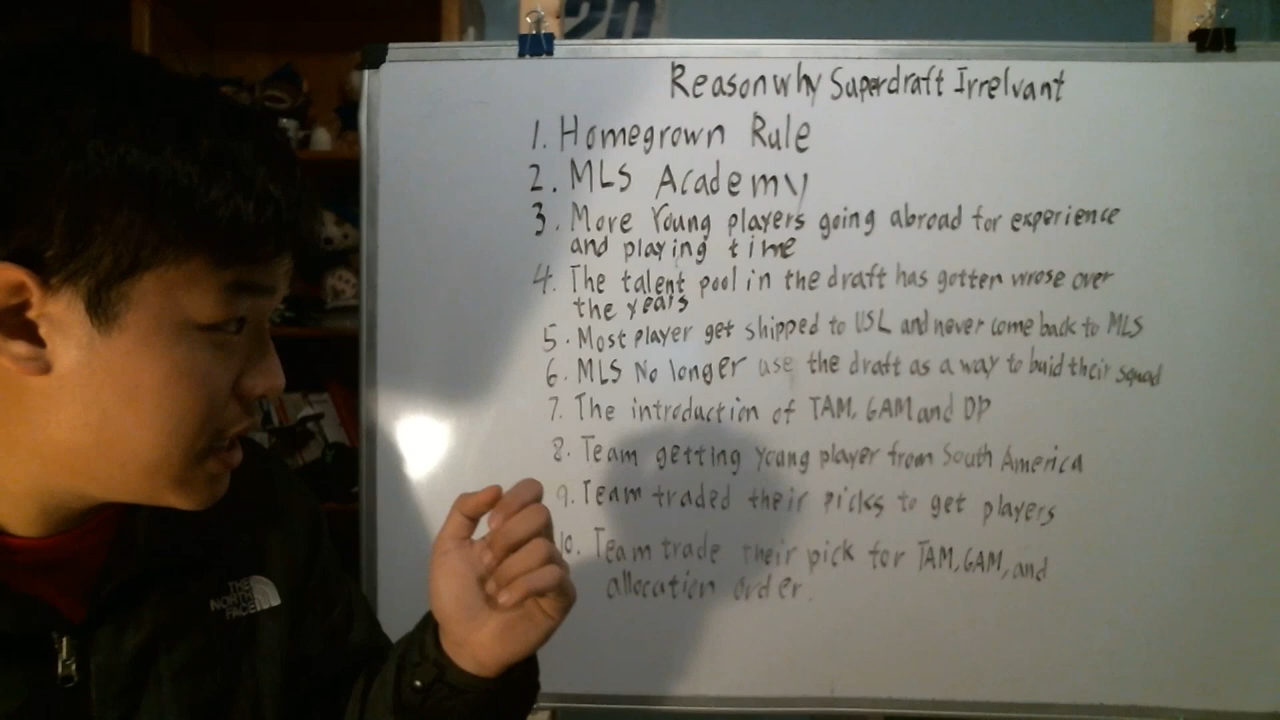 20
Reason why Superdraft Irrelvant
1. Homegrown Rule
2. MLS Academy
3. More Young players going abroad for experience
and playing time
4. The talent pool in the draft has gotten wrose over
the years
5. Most player get shipped to USL and never come back to MLS
6. MLS No longer use the draft as a way to buid their squad
7. The introduction of TAM, GAM and DP
8. Team getting young player from South America
9. Team traded their picks to get players
10. Team trade their pick for TAM, GAM, and
allocation order.
THE
NORTH
FACE